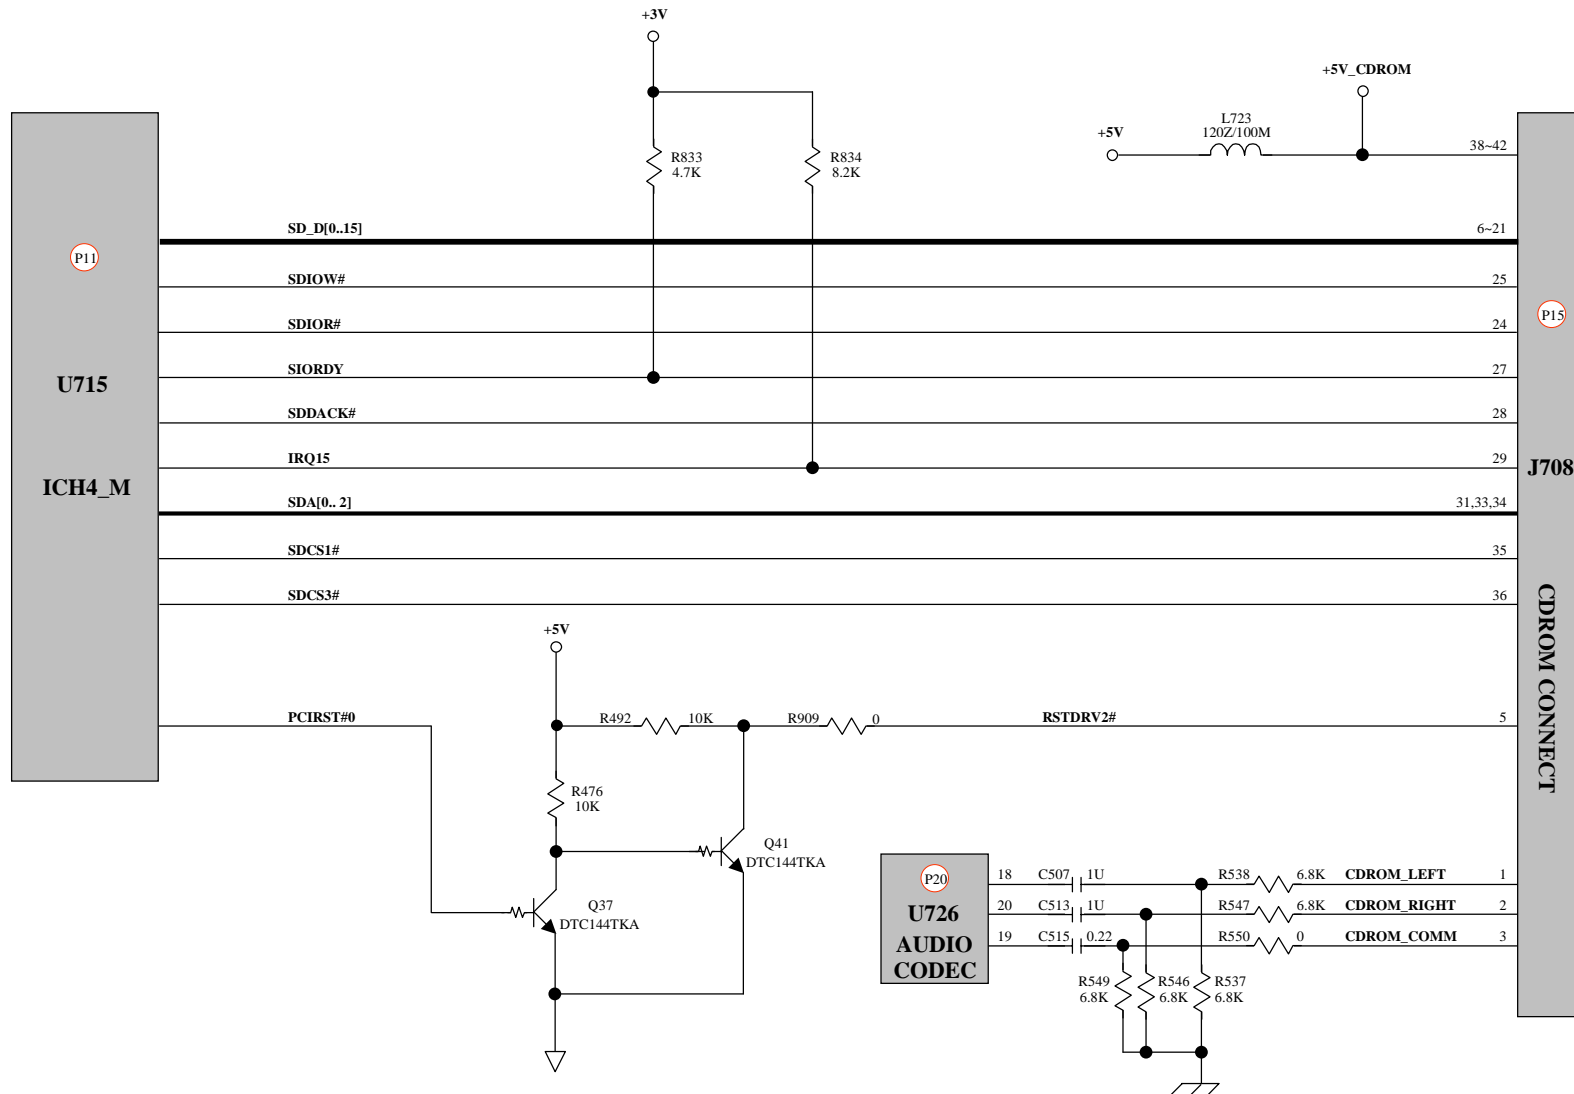 +3V
+5V_CDROM
+5V
L723
120Z/100M
38~42
R833
4.7K
R834
8.2K
P11
U715
ICH4_M
SD_D[0..15]
6~21
SDIOW#
25
SDIOR#
24
SIORDY
27
SDDACK#
28
IRQ15
29
SDA[0.. 2]
31,33,34
SDCS1#
35
SDCS3#
36
P15
J708
CDROM CONNECT
+5V
PCIRST#0
R492
10K
R909
0
RSTDRV2#
5
R476
10K
Q41
DTC144TKA
Q37
DTC144TKA
P20
U726
AUDIO
CODEC
18
C507
1U
R538
6.8K
CDROM_LEFT
1
20
C513
1U
R547
6.8K
CDROM_RIGHT
2
19
C515
0.22
R550
0
CDROM_COMM
3
R549
6.8K
R546
6.8K
R537
6.8K